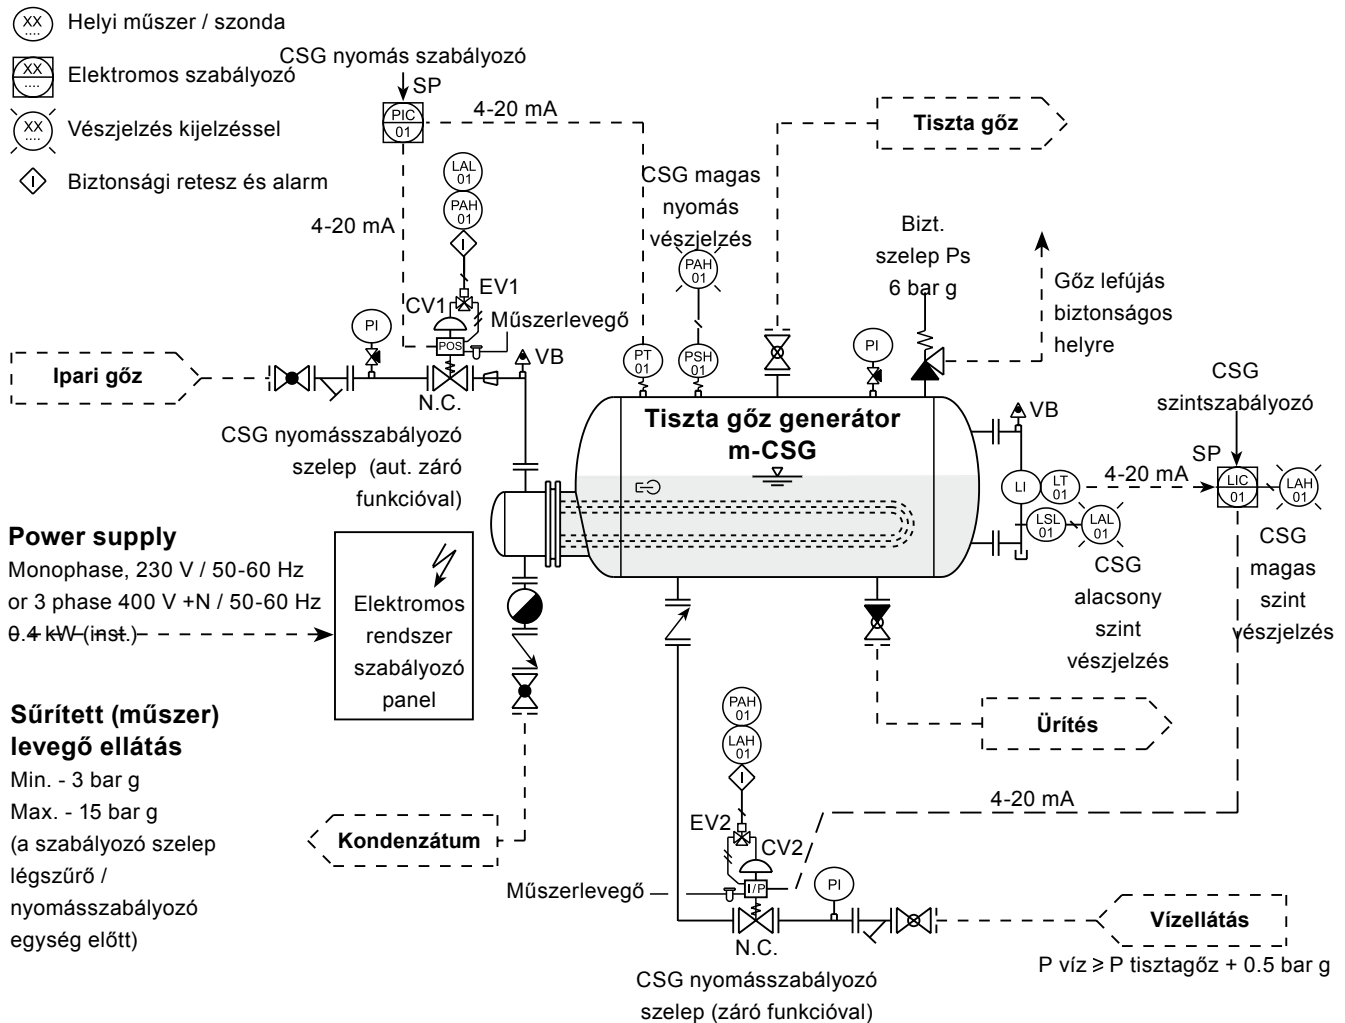 XX
....
Helyi műszer / szonda
XX
....
Elektromos szabályozó
XX
....
Vészjelzés kijelzéssel
I
Biztonsági retesz és alarm
CSG nyomás szabályozó
SP
PIC
01
4-20 mA
4-20 mA
LAL
01
PAH
01
I
EV1
CV1
POS
Műszerlevegő
PI
VB
N.C.
Ipari gőz
CSG nyomásszabályozó
szelep (aut. záró
funkcióval)
CSG magas
nyomás
vészjelzés
PAH
01
PT
01
PSH
01
Tiszta gőz
Bizt.
szelep Ps
6 bar g
PI
Gőz lefújás
biztonságos
helyre
Tiszta gőz generátor
m-CSG
VB
LI
LT
01
LSL
01
LAL
01
4-20 mA
CSG
szintszabályozó
SP
LIC
01
LAH
01
CSG
alacsony
szint
vészjelzés
CSG
magas
szint
vészjelzés
Power supply
Monophase, 230 V / 50-60 Hz
or 3 phase 400 V +N / 50-60 Hz
0.4 kW (inst.)
Elektromos
rendszer
szabályozó
panel
Sűrített (műszer)
levegő ellátás
Min. - 3 bar g
Max. - 15 bar g
(a szabályozó szelep
légszűrő /
nyomásszabályozó
egység előtt)
Kondenzátum
Ürítés
PAH
01
LAH
01
I
EV2
CV2
I/P
Műszerlevegő
4-20 mA
PI
N.C.
CSG nyomásszabályozó
szelep (záró funkcióval)
Vízellátás
P víz ≥ P tisztagőz + 0.5 bar g